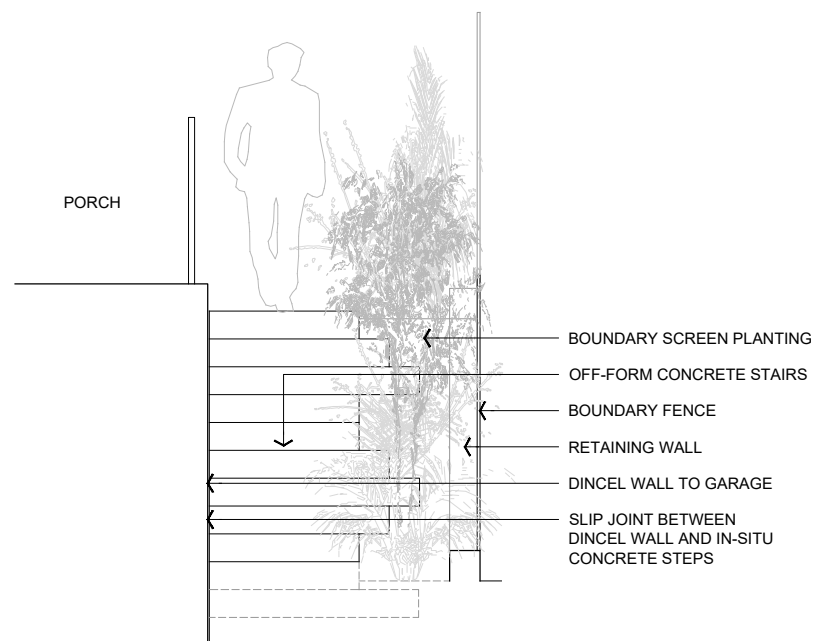 PORCH
BOUNDARY SCREEN PLANTING
OFF-FORM CONCRETE STAIRS
BOUNDARY FENCE
RETAINING WALL
DINCEL WALL TO GARAGE
SLIP JOINT BETWEEN
DINCEL WALL AND IN-SITU
CONCRETE STEPS